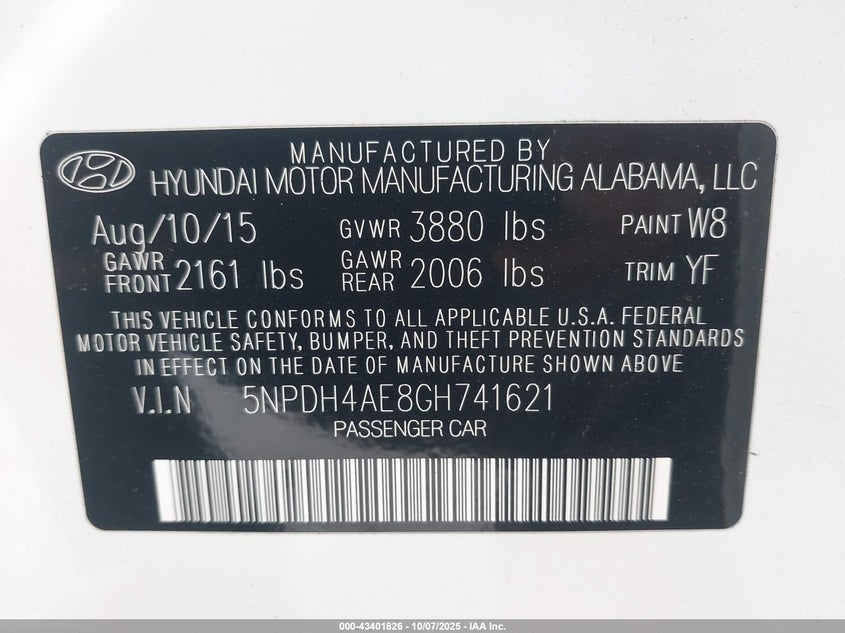 MANUFACTURED BY
HYUNDAI MOTOR MANUFACTURING ALABAMA, LLC
Aug/10/15 GVWR 3880 lbs PAINT W8
GAWR FRONT 2161 lbs GAWR REAR 2006 lbs TRIM YF
THIS VEHICLE CONFORMS TO ALL APPLICABLE U.S.A. FEDERAL
MOTOR VEHICLE SAFETY, BUMPER, AND THEFT PREVENTION STANDARDS
IN EFFECT ON THE DATE OF MANUFACTURE SHOWN ABOVE
V.I.N 5NPDH4AE8GH741621
PASSENGER CAR
000-43401826 - 10/07/2025 - IAA Inc.